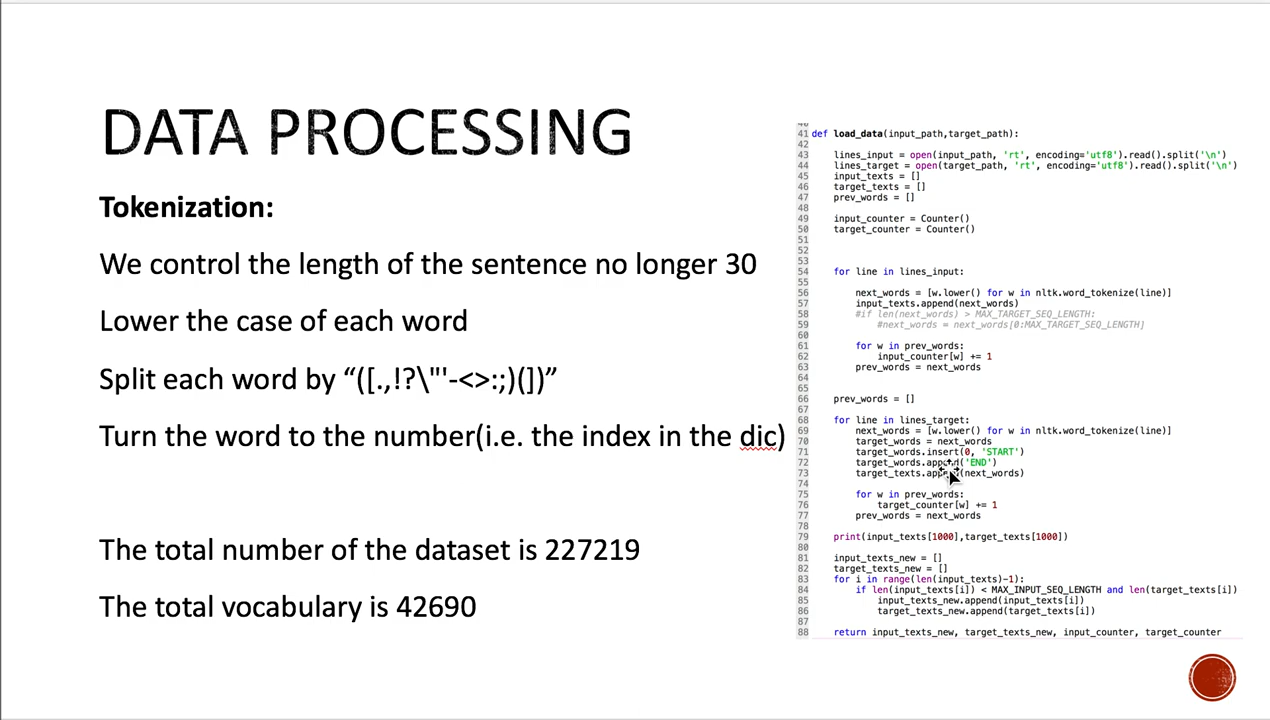 DATA PROCESSING
Tokenization:
We control the length of the sentence no longer 30
Lower the case of each word
Split each word by “([.,!?\"'-<>:;)(])”
Turn the word to the number(i.e. the index in the dic)
The total number of the dataset is 227219
The total vocabulary is 42690
41 def load_data(input_path,target_path):
42
43 lines_input = open(input_path, 'rt', encoding='utf8').read().split('\n')
44 lines_target = open(target_path, 'rt', encoding='utf8').read().split('\n')
45 input_texts = []
46 target_texts = []
47 prev_words = []
48
49 input_counter = Counter()
50 target_counter = Counter()
51
52
53
54 for line in lines_input:
55
56 next_words = [w.lower() for w in nltk.word_tokenize(line)]
57 input_texts.append(next_words)
58 #if len(next_words) > MAX_TARGET_SEQ_LENGTH:
59 #next_words = next_words[0:MAX_TARGET_SEQ_LENGTH]
60
61 for w in prev_words:
62 input_counter[w] += 1
63 prev_words = next_words
64
65
66 prev_words = []
67
68 for line in lines_target:
69 next_words = [w.lower() for w in nltk.word_tokenize(line)]
70 target_words = next_words
71 target_words.insert(0, 'START')
72 target_words.append('END')
73 target_texts.append(next_words)
74
75 for w in prev_words:
76 target_counter[w] += 1
77 prev_words = next_words
78
79 print(input_texts[1000],target_texts[1000])
80
81 input_texts_new = []
82 target_texts_new = []
83 for i in range(len(input_texts)-1):
84 if len(input_texts[i]) < MAX_INPUT_SEQ_LENGTH and len(target_texts[i])
85 input_texts_new.append(input_texts[i])
86 target_texts_new.append(target_texts[i])
87
88 return input_texts_new, target_texts_new, input_counter, target_counter